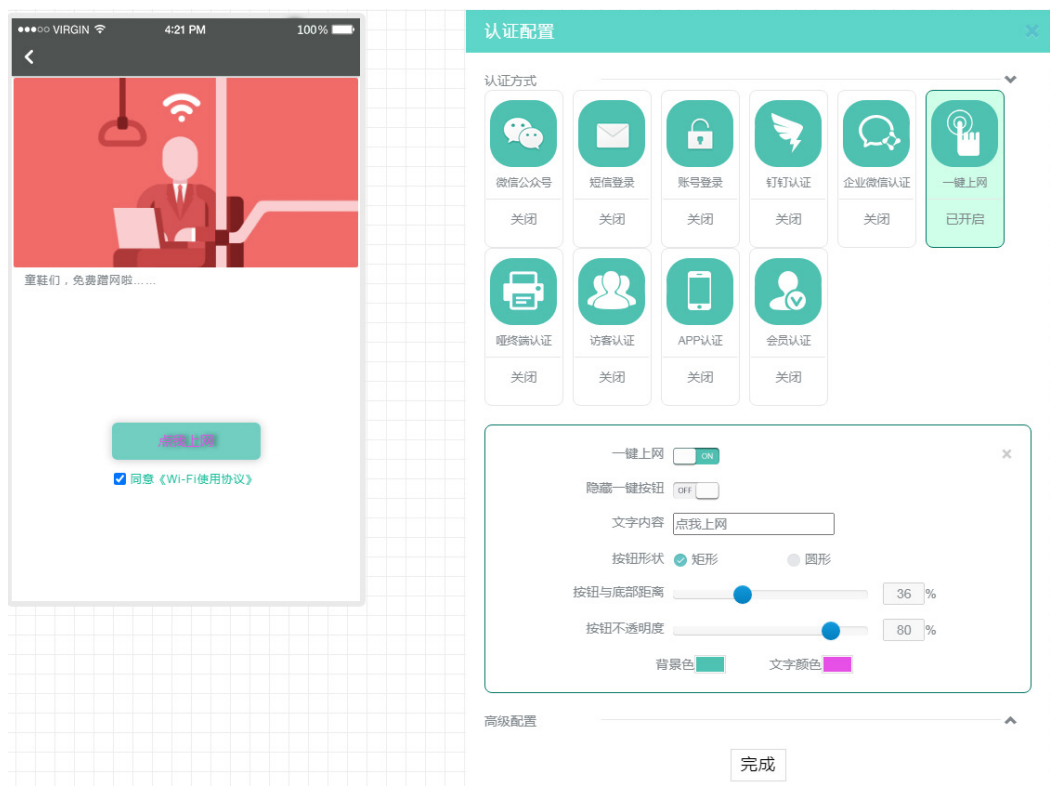 VIRGIN 4:21 PM 100%
童鞋们，免费蹭网啦……
点我上网
同意《Wi-Fi使用协议》
认证配置
认证方式
微信公众号 短信登录 账号登录 钉钉认证 企业微信认证 一键上网
关闭 关闭 关闭 关闭 关闭 已开启
哑终端认证 访客认证 APP认证 会员认证
关闭 关闭 关闭 关闭
一键上网 ON
隐藏一键按钮 OFF
文字内容 点我上网
按钮形状 矩形 圆形
按钮与底部距离 36 %
按钮不透明度 80 %
背景色 文字颜色
高级配置
完成